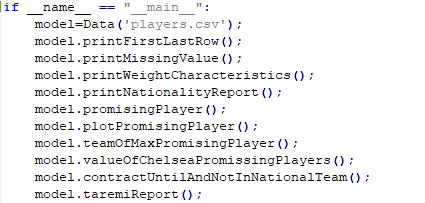 if __name__ == "__main__":
    model=Data('players.csv');
    model.printFirstLastRow();
    model.printMissingValue();
    model.printWeightCharacteristics();
    model.printNationalityReport();
    model.promisingPlayer();
    model.plotPromisingPlayer();
    model.teamOfMaxPromisingPlayer();
    model.valueOfChelseaPromissingPlayers();
    model.contractUntilAndNotInNationalTeam();
    model.taremiReport();